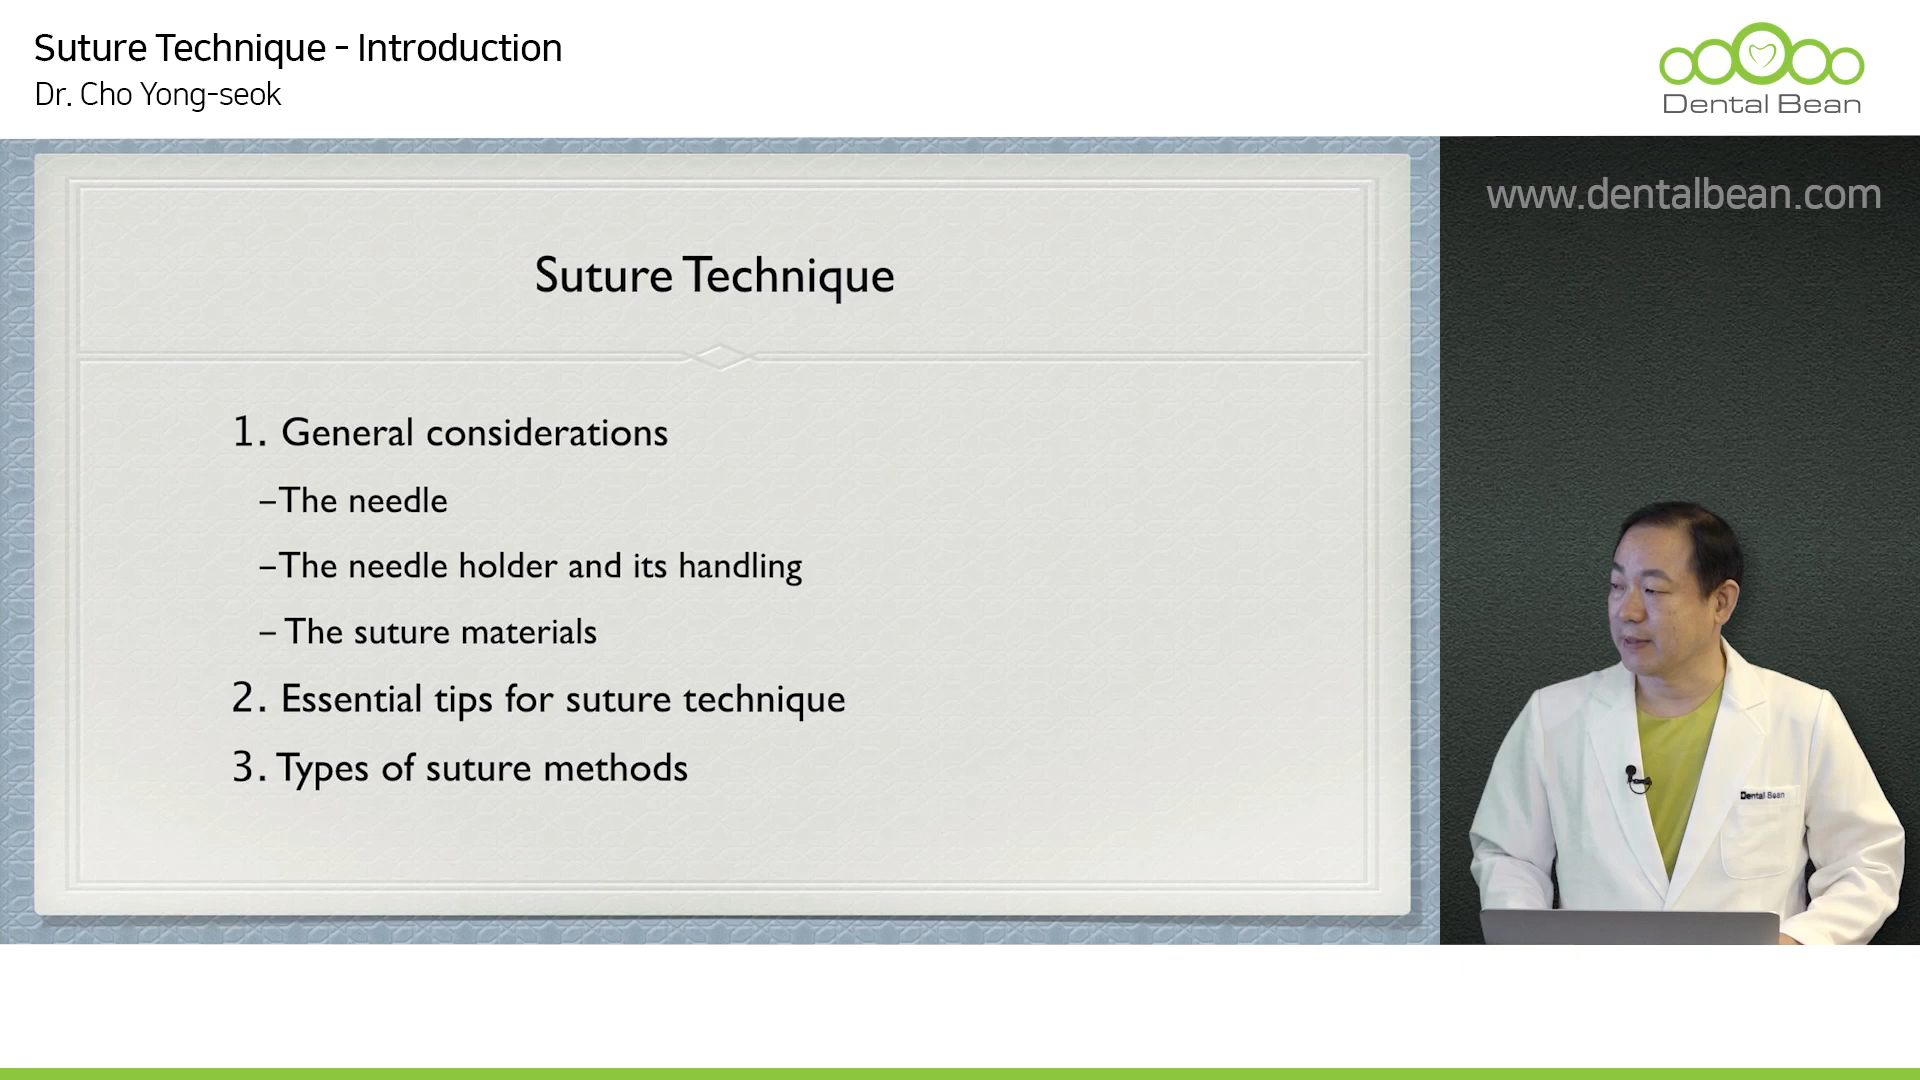 Suture Technique - Introduction
Dr. Cho Yong-seok
Dental Bean
www.dentalbean.com
Suture Technique
1. General considerations
–The needle
–The needle holder and its handling
– The suture materials
2. Essential tips for suture technique
3. Types of suture methods
Dental Bean